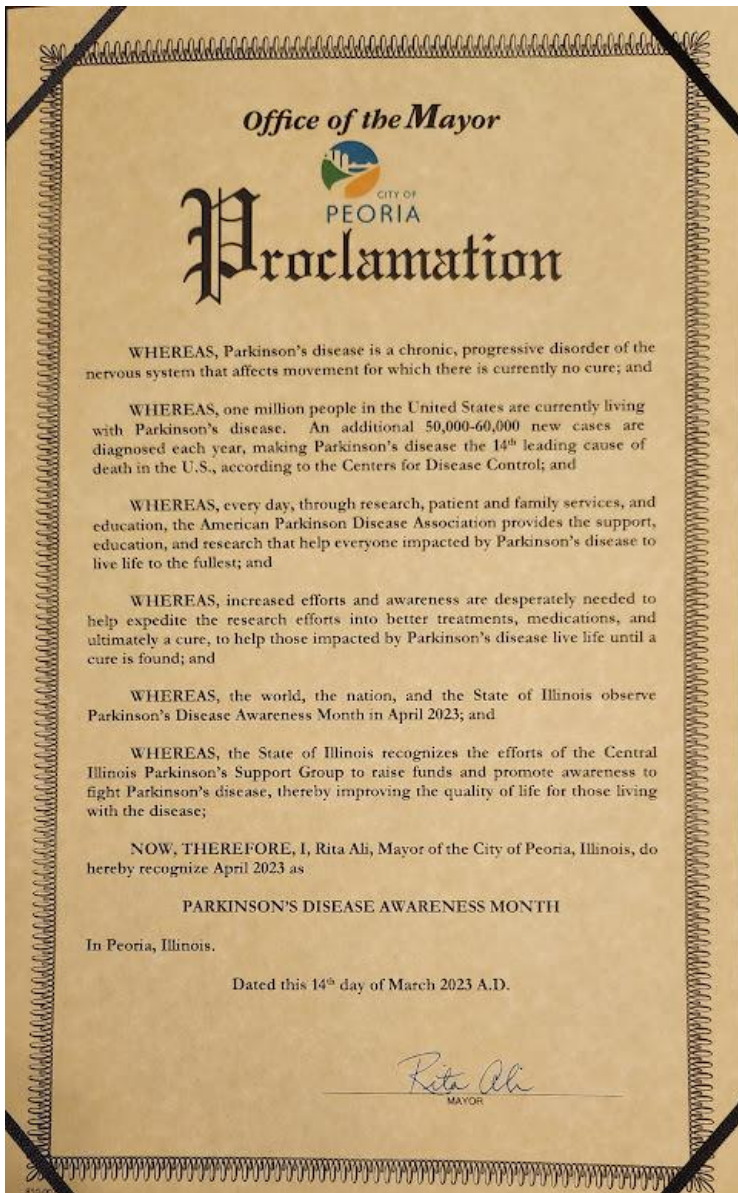 Office of the Mayor
CITY OF
PEORIA
Proclamation
WHEREAS, Parkinson's disease is a chronic, progressive disorder of the
nervous system that affects movement for which there is currently no cure; and
WHEREAS, one million people in the United States are currently living
with Parkinson's disease. An additional 50,000-60,000 new cases are
diagnosed each year, making Parkinson's disease the 14th leading cause of
death in the U.S., according to the Centers for Disease Control; and
WHEREAS, every day, through research, patient and family services, and
education, the American Parkinson Disease Association provides the support,
education, and research that help everyone impacted by Parkinson's disease to
live life to the fullest; and
WHEREAS, increased efforts and awareness are desperately needed to
help expedite the research efforts into better treatments, medications, and
ultimately a cure, to help those impacted by Parkinson's disease live life until a
cure is found; and
WHEREAS, the world, the nation, and the State of Illinois observe
Parkinson's Disease Awareness Month in April 2023; and
WHEREAS, the State of Illinois recognizes the efforts of the Central
Illinois Parkinson's Support Group to raise funds and promote awareness to
fight Parkinson's disease, thereby improving the quality of life for those living
with the disease;
NOW, THEREFORE, I, Rita Ali, Mayor of the City of Peoria, Illinois, do
hereby recognize April 2023 as
PARKINSON'S DISEASE AWARENESS MONTH
In Peoria, Illinois.
Dated this 14th day of March 2023 A.D.
Rita Ali
MAYOR